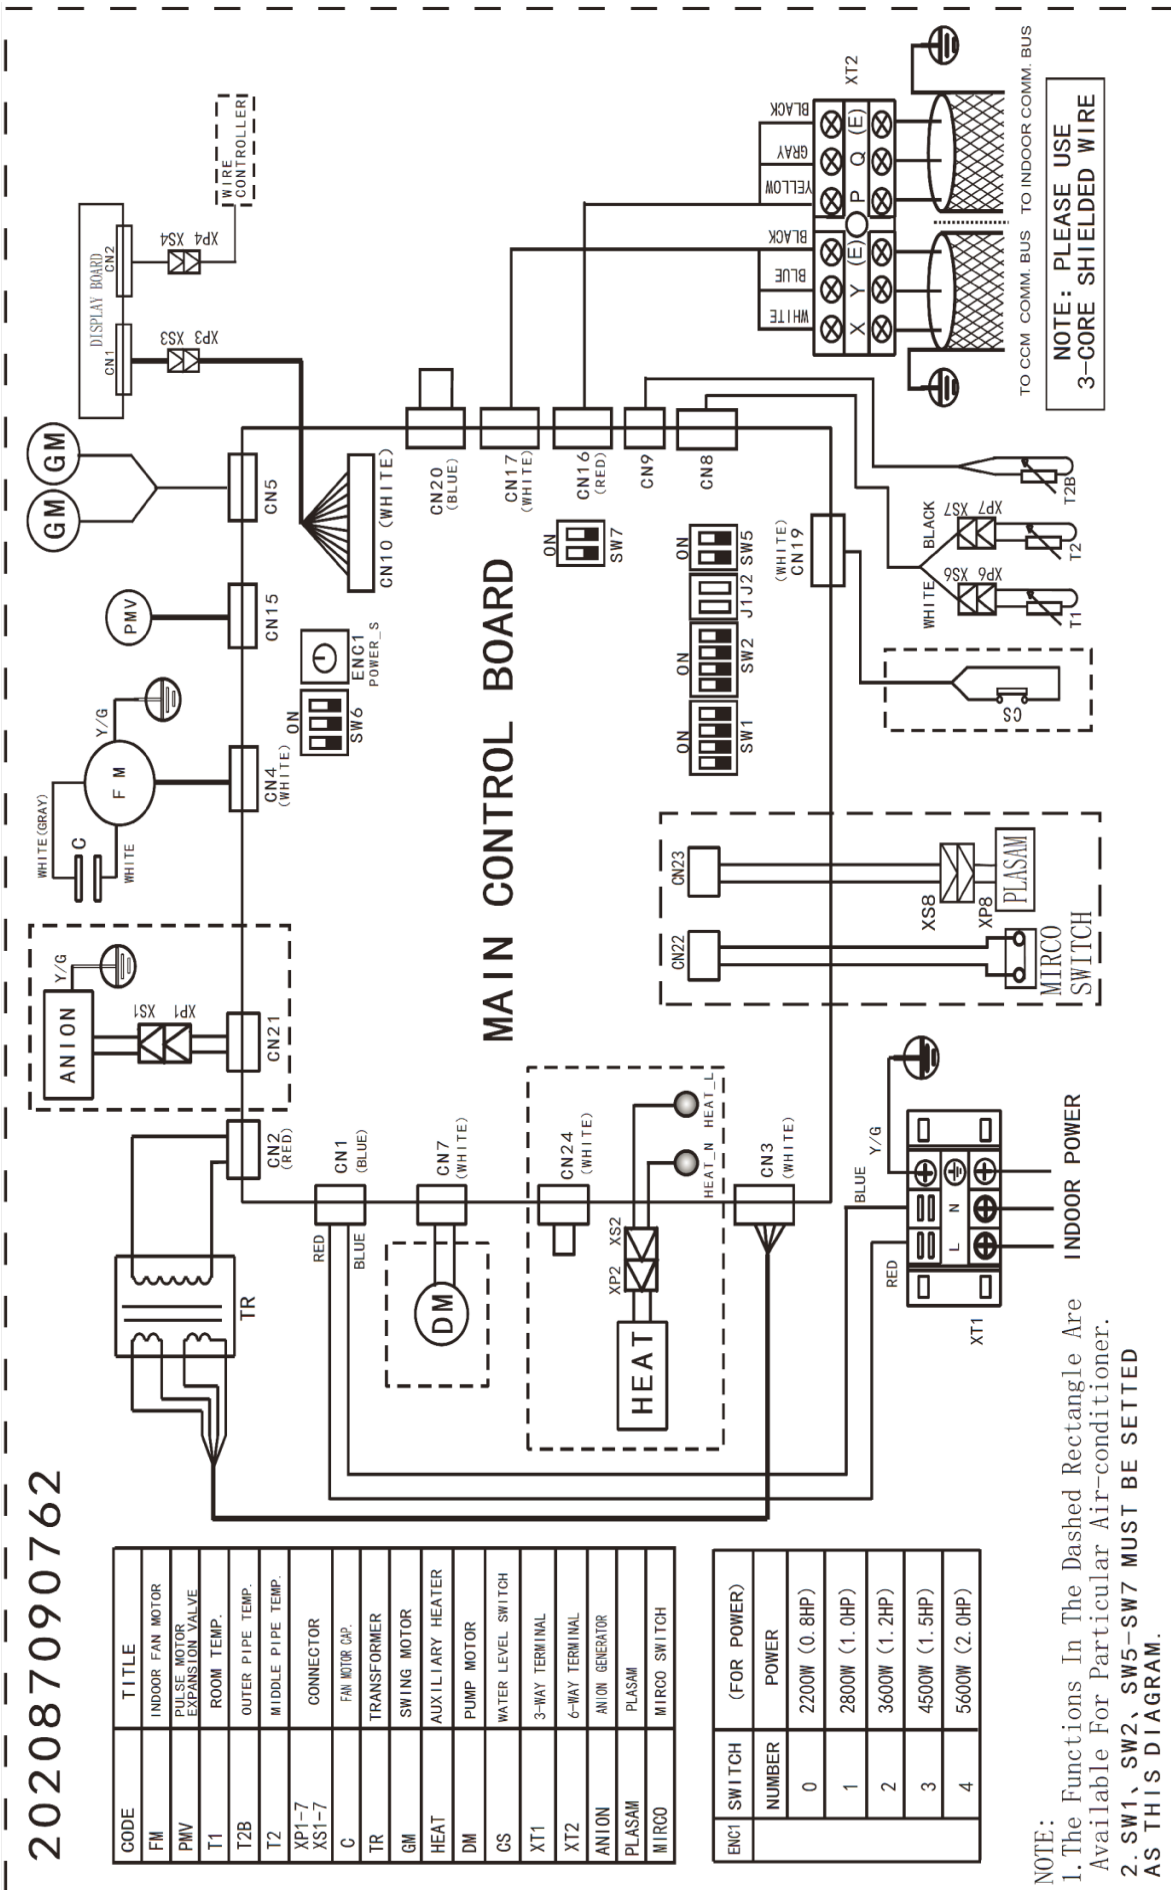 202087090762
CODE TITLE
FM INDOOR FAN MOTOR
PMV PULSE MOTOR
EXPANSION VALVE
T1 ROOM TEMP.
T2B OUTER PIPE TEMP.
T2 MIDDLE PIPE TEMP.
XP1-7
XS1-7 CONNECTOR
C FAN MOTOR CAP.
TR TRANSFORMER
GM SWING MOTOR
HEAT AUXILIARY HEATER
DM PUMP MOTOR
CS WATER LEVEL SWITCH
XT1 3-WAY TERMINAL
XT2 6-WAY TERMINAL
ANION ANION GENERATOR
PLASAM PLASAM
MIRCO MIRCO SWITCH
ENC1 SWITCH (FOR POWER)
NUMBER POWER
0 2200W (0.8HP)
1 2800W (1.0HP)
2 3600W (1.2HP)
3 4500W (1.5HP)
4 5600W (2.0HP)
NOTE:
1. The Functions In The Dashed Rectangle Are
Available For Particular Air-conditioner.
2. SW1、SW2、SW5-SW7 MUST BE SETTED
AS THIS DIAGRAM.
TR
ANION
Y/G
XS1
XP1
CN21
CN2
(RED)
WHITE(GRAY)
C
WHITE
F M
Y/G
CN4
(WHITE)
PMV
CN15
GM
GM
CN5
DISPLAY BOARD
CN1
CN2
XS3
XP3
XS4
XP4
WIRE
CONTROLLER
CN10 (WHITE)
ON
SW6
ENC1
POWER_S
MAIN CONTROL BOARD
RED
BLUE
CN1
(BLUE)
DM
CN7
(WHITE)
CN24
(WHITE)
HEAT
XP2
XS2
HEAT_N
HEAT_L
CN3
(WHITE)
CN20
(BLUE)
CN17
(WHITE)
CN16
(RED)
CN9
CN8
ON
SW7
ON
SW1
ON
SW2
J1J2
ON
SW5
(WHITE)
CN19
CN22
CN23
XS8
XP8
PLASAM
MIRCO
SWITCH
CS
WHITE
BLACK
XS6
XP6
XS7
XP7
T1
T2
T2B
RED
BLUE
Y/G
L
N
XT1
INDOOR POWER
WHITE
BLUE
BLACK
YELLOW
GRAY
BLACK
X Y (E) P Q (E)
XT2
TO CCM COMM. BUS
TO INDOOR COMM. BUS
NOTE: PLEASE USE
3-CORE SHIELDED WIRE